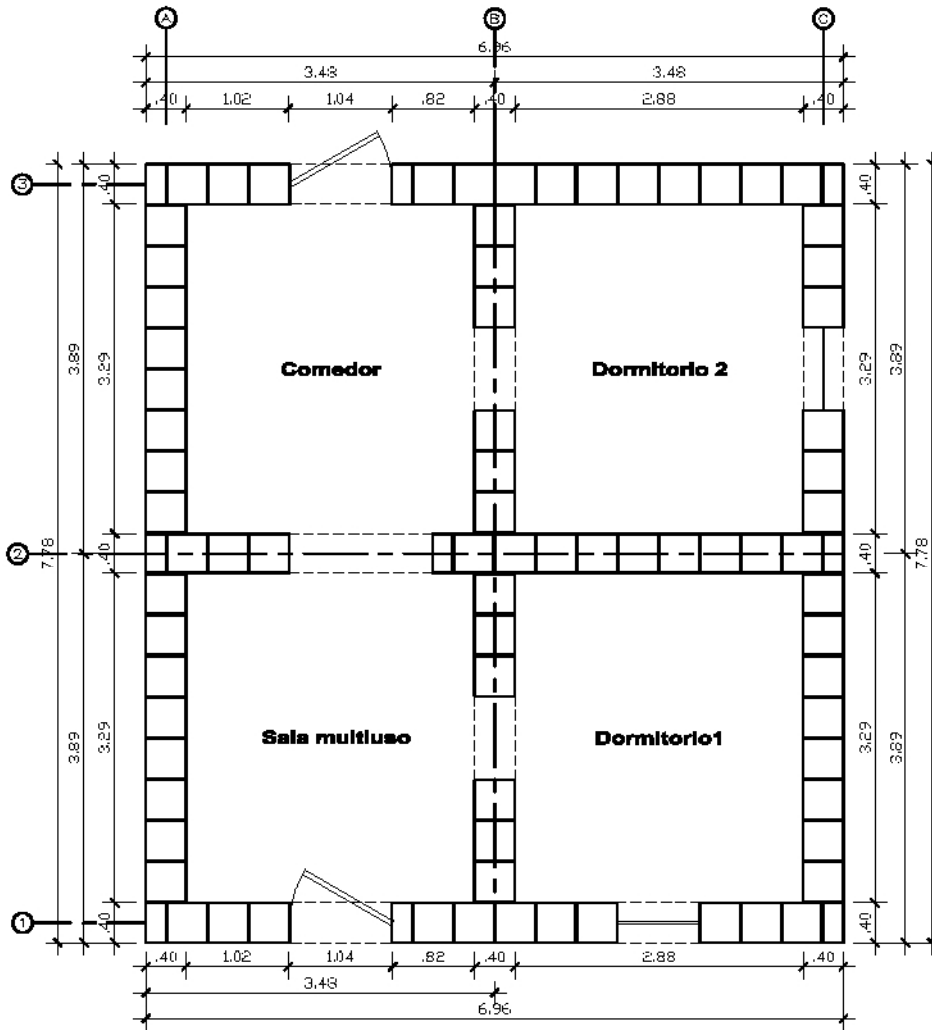 A B C
6.96
3.48 3.48
.40 1.02 1.04 .82 .40 2.88 .40
3 .40 .40
3.89 3.29 Comedor Dormitorio 2 3.29 3.89
2 7.78 .40 .40 7.78
3.89 3.29 Sala multiuso Dormitorio1 3.29 3.89
1 .40 .40
.40 1.02 1.04 .82 .40 2.88 .40
3.48
6.96